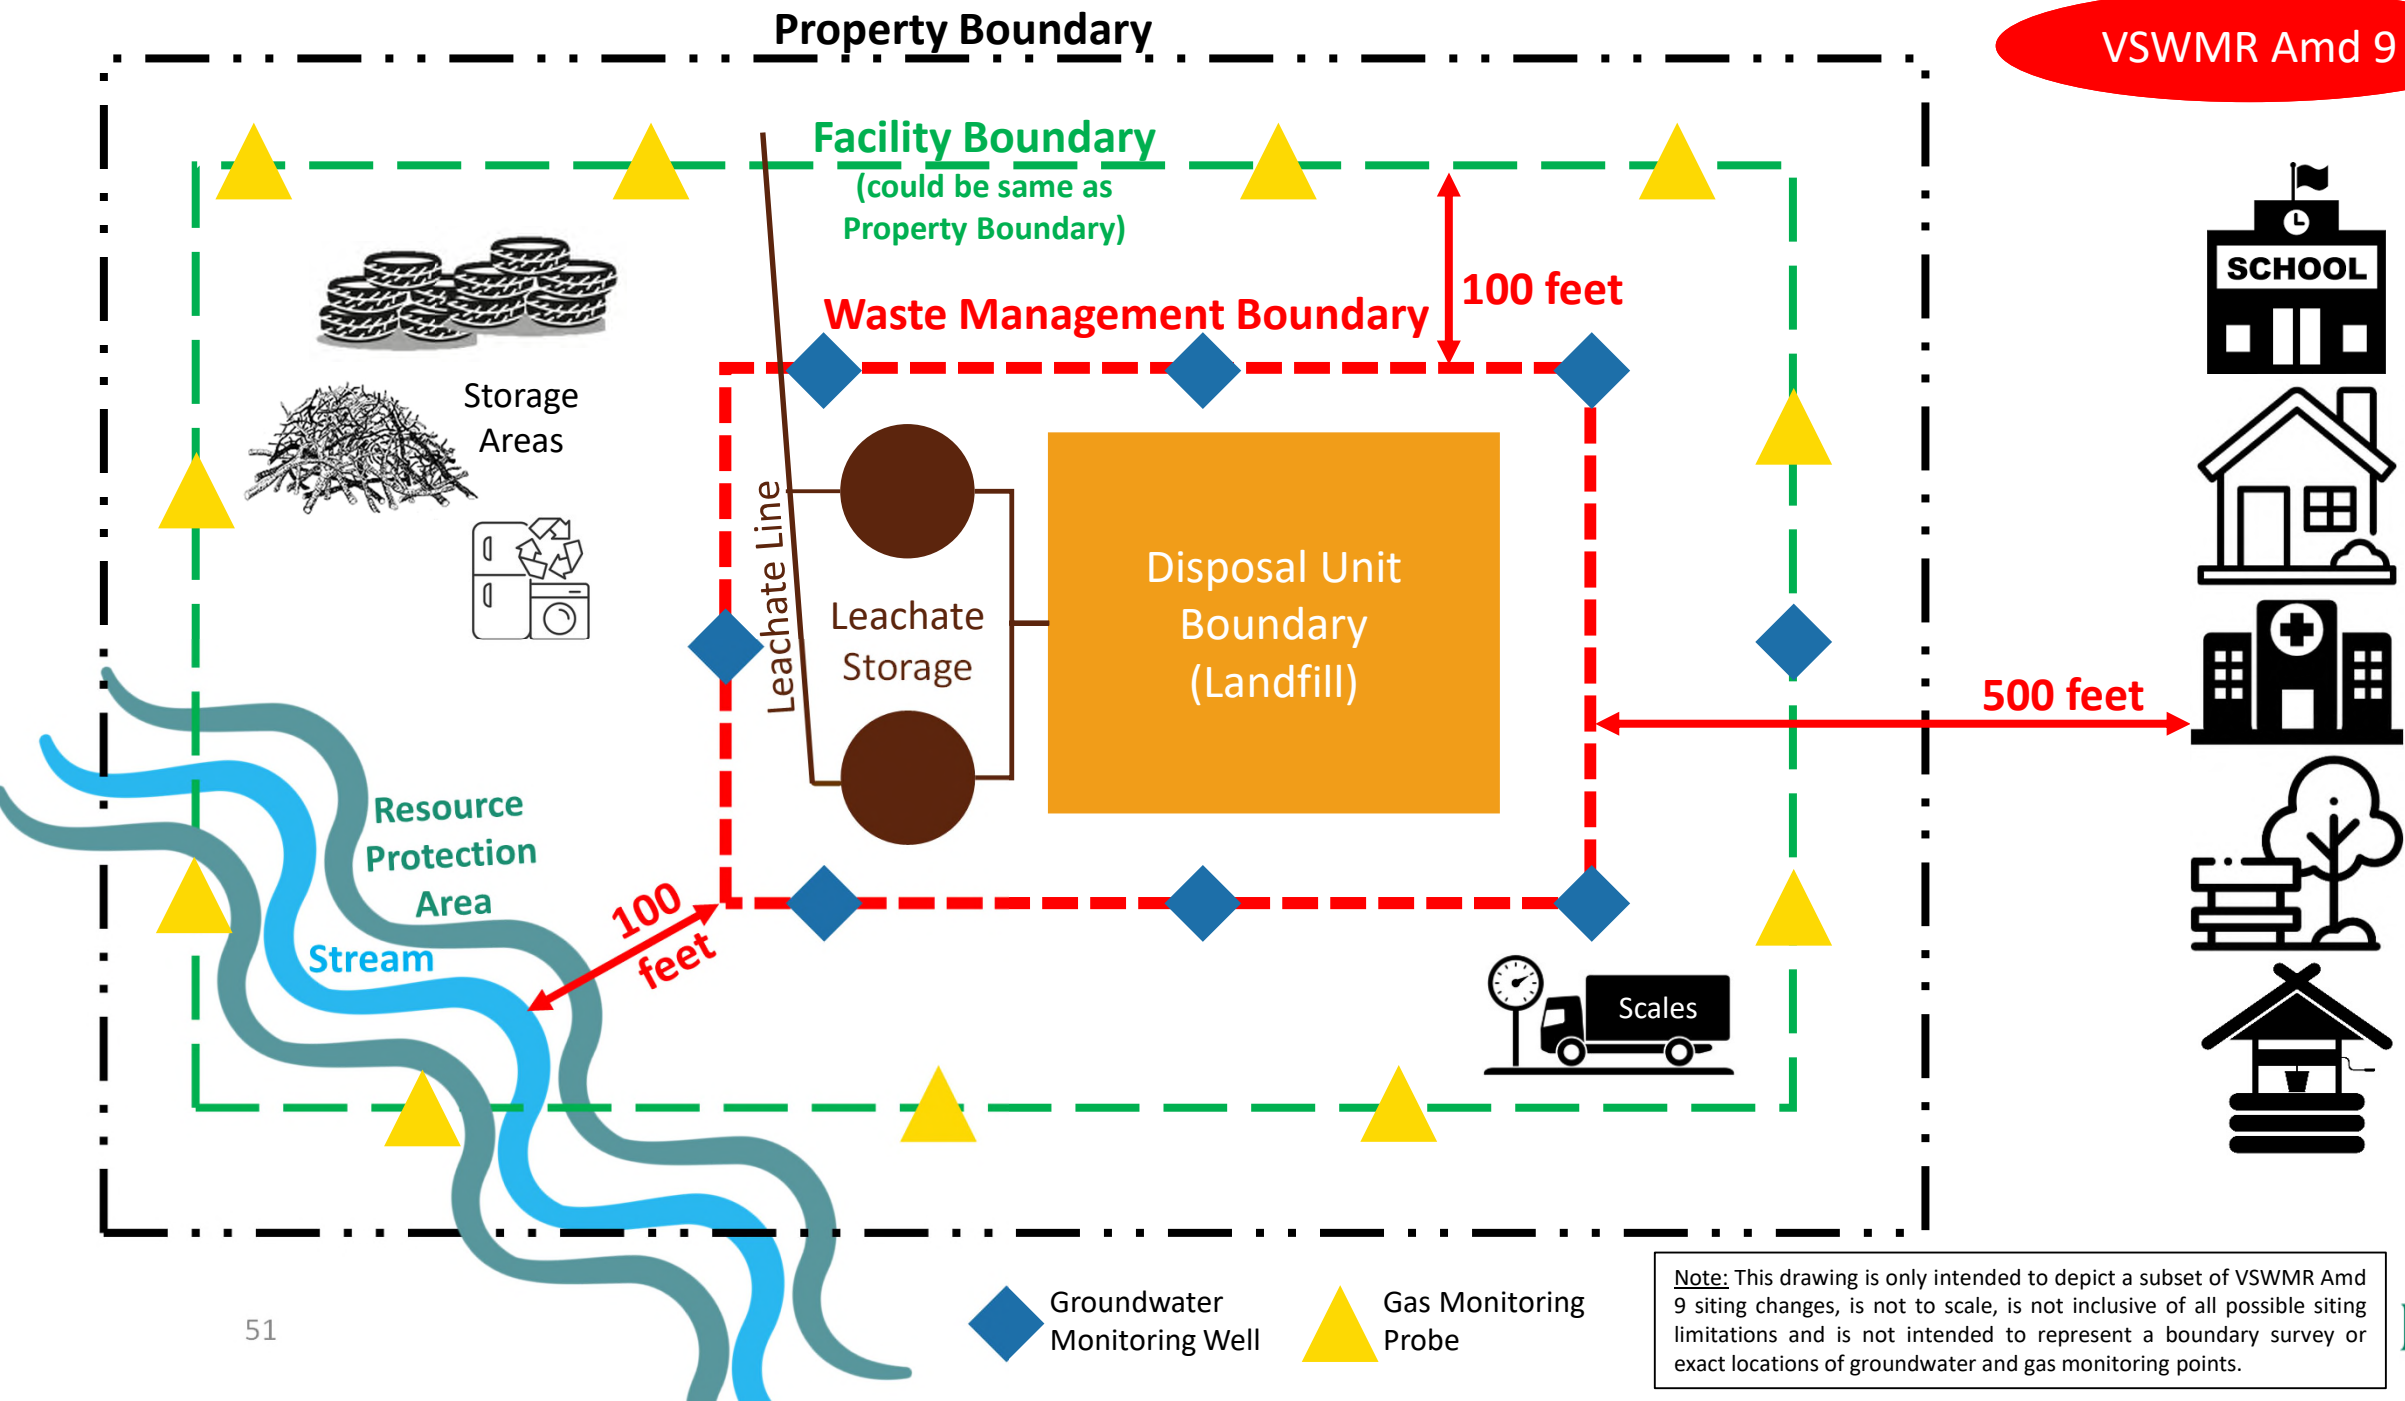 Property Boundary
VSWMR Amd 9
Facility Boundary
(could be same as
Property Boundary)
100 feet
Waste Management Boundary
SCHOOL
Storage
Areas
Leachate Line
Leachate
Storage
Disposal Unit
Boundary
(Landfill)
500 feet
Resource
Protection
Area
Stream
100
feet
Scales
Groundwater
Monitoring Well
Gas Monitoring
Probe
Note: This drawing is only intended to depict a subset of VSWMR Amd
9 siting changes, is not to scale, is not inclusive of all possible siting
limitations and is not intended to represent a boundary survey or
exact locations of groundwater and gas monitoring points.
51